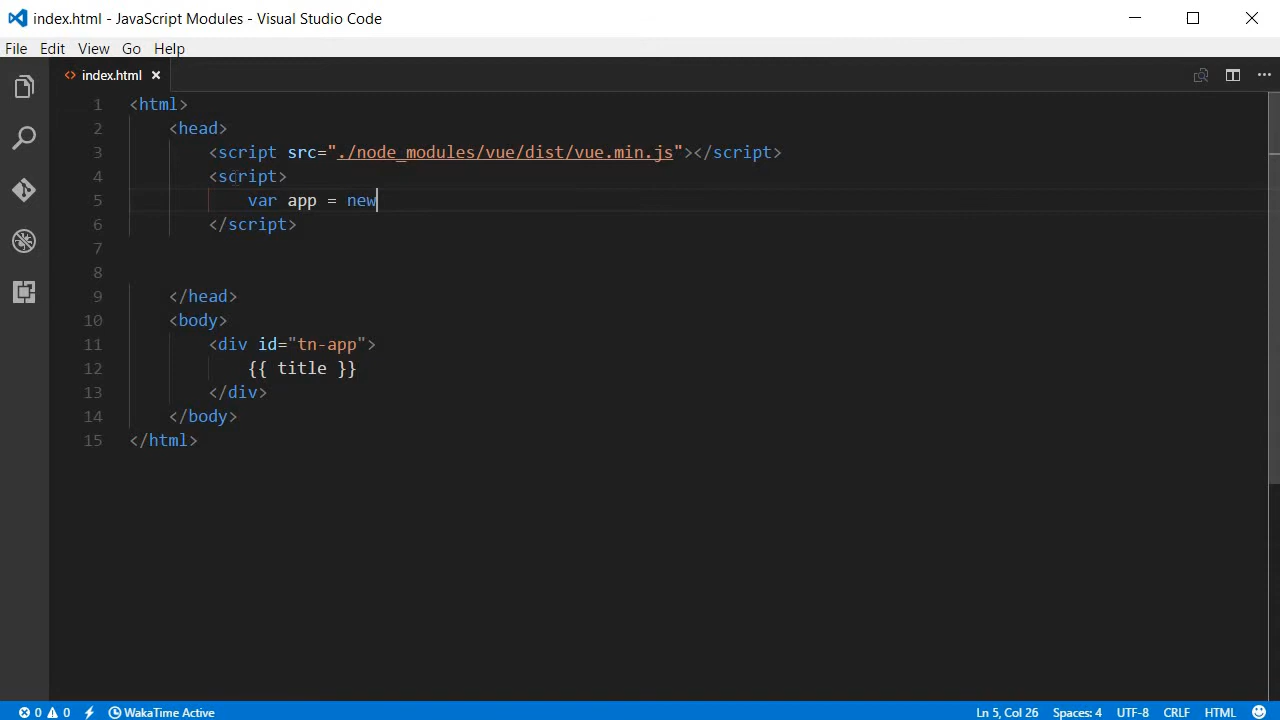 index.html - JavaScript Modules - Visual Studio Code
File Edit View Go Help
<> index.html ×
1 <html>
2 <head>
3 <script src="./node_modules/vue/dist/vue.min.js"></script>
4 <script>
5 var app = new
6 </script>
7
8
9 </head>
10 <body>
11 <div id="tn-app">
12 {{ title }}
13 </div>
14 </body>
15 </html>
0 0 WakaTime Active Ln 5, Col 26 Spaces: 4 UTF-8 CRLF HTML